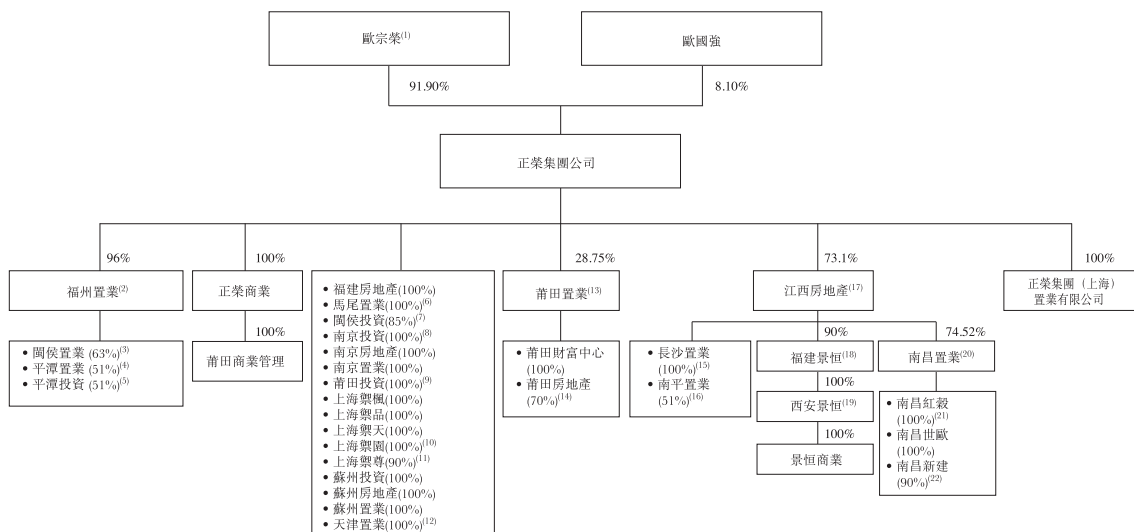 歐宗榮(1)
歐國強
91.90%
8.10%
正榮集團公司
96%
100%
28.75%
73.1%
100%
福州置業(2)
正榮商業
• 福建房地產(100%)
• 馬尾置業(100%)(6)
• 閩侯投資(85%)(7)
• 南京投資(100%)(8)
• 南京房地產(100%)
• 南京置業(100%)
• 莆田投資(100%)(9)
• 上海禦楓(100%)
• 上海禦品(100%)
• 上海禦天(100%)
• 上海禦園(100%)(10)
• 上海禦尊(90%)(11)
• 蘇州投資(100%)
• 蘇州房地產(100%)
• 蘇州置業(100%)
• 天津置業(100%)(12)
莆田置業(13)
江西房地產(17)
正榮集團（上海）
置業有限公司
• 閩侯置業 (63%)(3)
• 平潭置業 (51%)(4)
• 平潭投資 (51%)(5)
100%
莆田商業管理
• 莆田財富中心
(100%)
• 莆田房地產
(70%)(14)
• 長沙置業
(100%)(15)
• 南平置業
(51%)(16)
90%
福建景恒(18)
100%
西安景恒(19)
100%
景恒商業
74.52%
南昌置業(20)
• 南昌紅穀
(100%)(21)
• 南昌世歐
(100%)
• 南昌新建
(90%)(22)